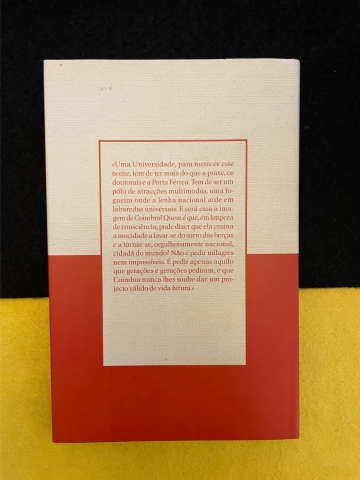 «Uma Universidade, para merecer este
nome, tem de ter mais do que a praxe, os
doutorais e a Porta Férrea. Tem de ser um
pólo de atracções multímodas, uma fo-
gueira onde a lenha nacional arde em
labaredas universais. E será essa a ima-
gem de Coimbra? Quem é que, em limpeza
de consciência, pode dizer que ela ensina
a mocidade a lavar-se do surro das berças
e a tornar-se, orgulhosamente nacional,
cidadã do mundo? Não é pedir milagres
nem impossíveis. É pedir apenas aquilo
que gerações e gerações pediram, e que
Coimbra nunca lhes soube dar: um pro-
jecto válido de vida futura.»